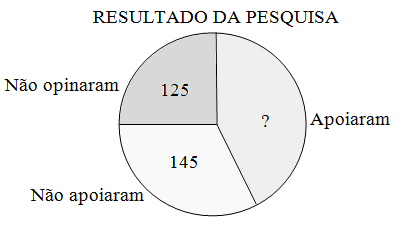 RESULTADO DA PESQUISA
Não opinaram
125
?
Apoiaram
145
Não apoiaram